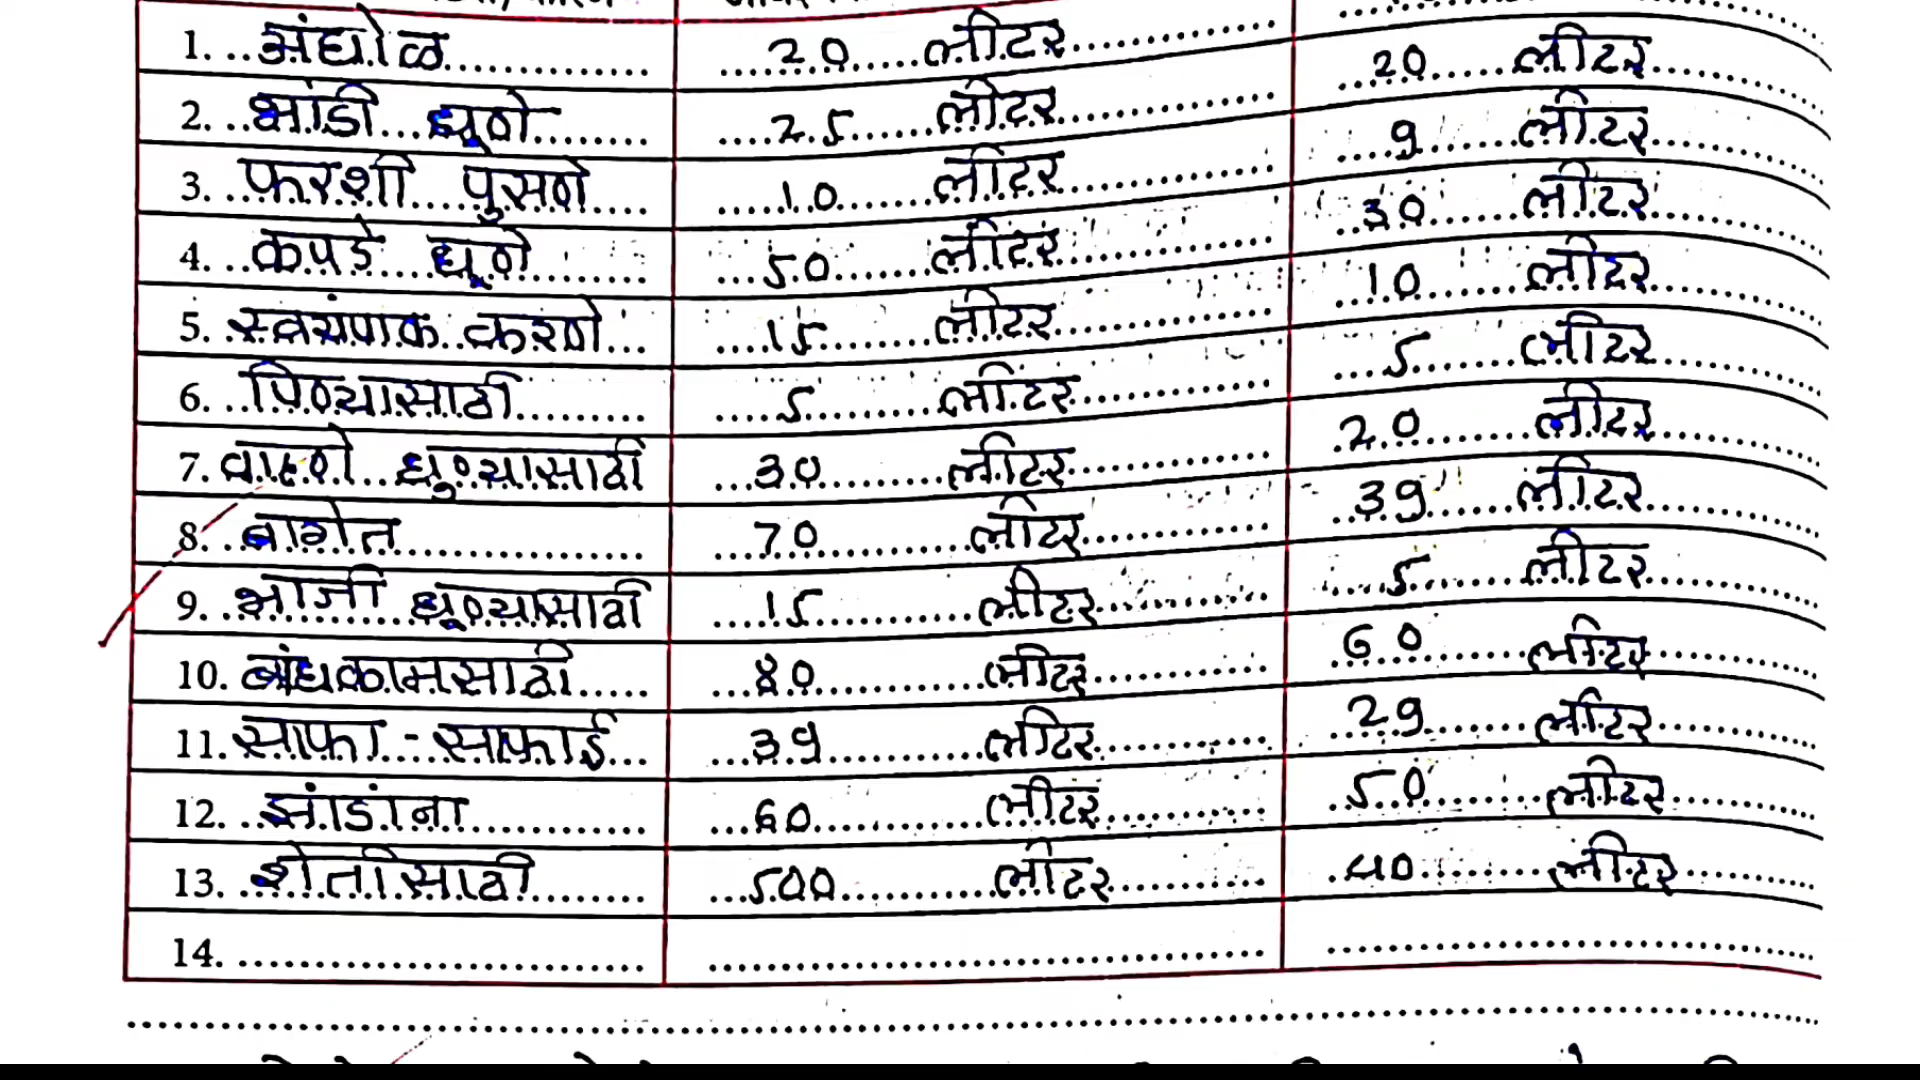 1. अंघोळ 20 लीटर 20 लीटर
2. भांडी धूणे 25 लीटर 9 लीटर
3. फरशी पुसणे 10 लीटर 30 लीटर
4. कपडे धूणे 50 लीटर 10 लीटर
5. स्वयंपाक करणे 15 लीटर 5 लीटर
6. पिण्यासाठी 5 लीटर 20 लीटर
7. वाहणे धुण्यासाठी 30 लीटर 39 लीटर
8. बागेत 70 लीटर 5 लीटर
9. भाजी धूण्यासाठी 15 लीटर 60 लीटर
10. बांधकामसाठी 80 लीटर 29 लीटर
11. साफा - साफाई 39 लीटर 50 लीटर
12. झांडांना 60 लीटर 40 लीटर
13. शेतीसाठी 500 लीटर
14.